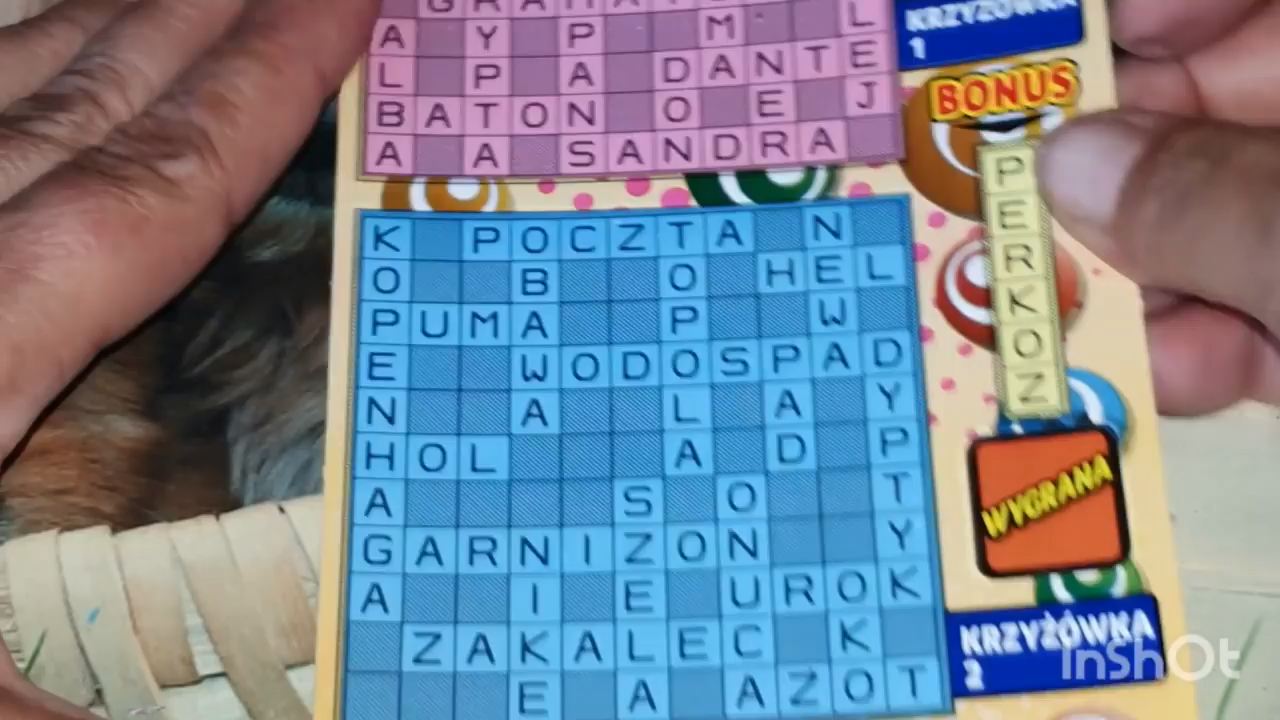 KRZYŻÓWKA
1
A Y P M L
L P A DANTE
BATON O E J
A A SANDRA
BONUS
PERKOZ
K POCZTA N
O B O HEL
PUMA P W
E WODOSPAD
N A L A Y
HOL A D P
A S O T
GARNIZON Y
A I E UROK
ZAKALEC K
E A AZOT
WYGRANA
KRZYŻÓWKA
2
InShOt